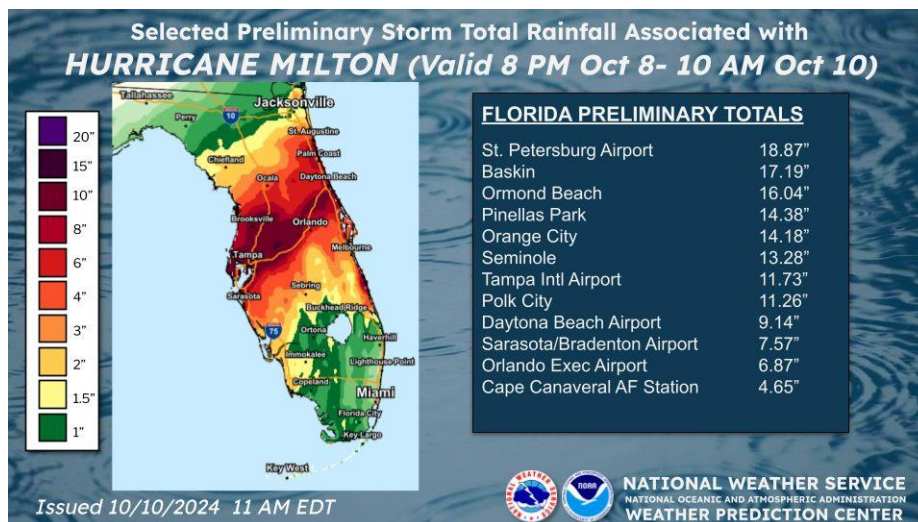 Selected Preliminary Storm Total Rainfall Associated with
HURRICANE MILTON (Valid 8 PM Oct 8- 10 AM Oct 10)
20”
15”
10”
8”
6”
4”
3”
2”
1.5”
1”
Tallahassee
Perry
10
Jacksonville
St. Augustine
Palm Coast
Chiefland
Ocala
Daytona Beach
Brooksville
Orlando
Melbourne
Tampa
Sarasota
Sebring
Buckhead Ridge
75
Ortona
Haverhill
Immokalee
Lighthouse Point
Copeland
Miami
Florida City
Key Largo
Key West
FLORIDA PRELIMINARY TOTALS
St. Petersburg Airport 18.87”
Baskin 17.19”
Ormond Beach 16.04”
Pinellas Park 14.38”
Orange City 14.18”
Seminole 13.28”
Tampa Intl Airport 11.73”
Polk City 11.26”
Daytona Beach Airport 9.14”
Sarasota/Bradenton Airport 7.57”
Orlando Exec Airport 6.87”
Cape Canaveral AF Station 4.65”
Issued 10/10/2024 11 AM EDT
NOAA
NATIONAL WEATHER SERVICE
NATIONAL OCEANIC AND ATMOSPHERIC ADMINISTRATION
WEATHER PREDICTION CENTER